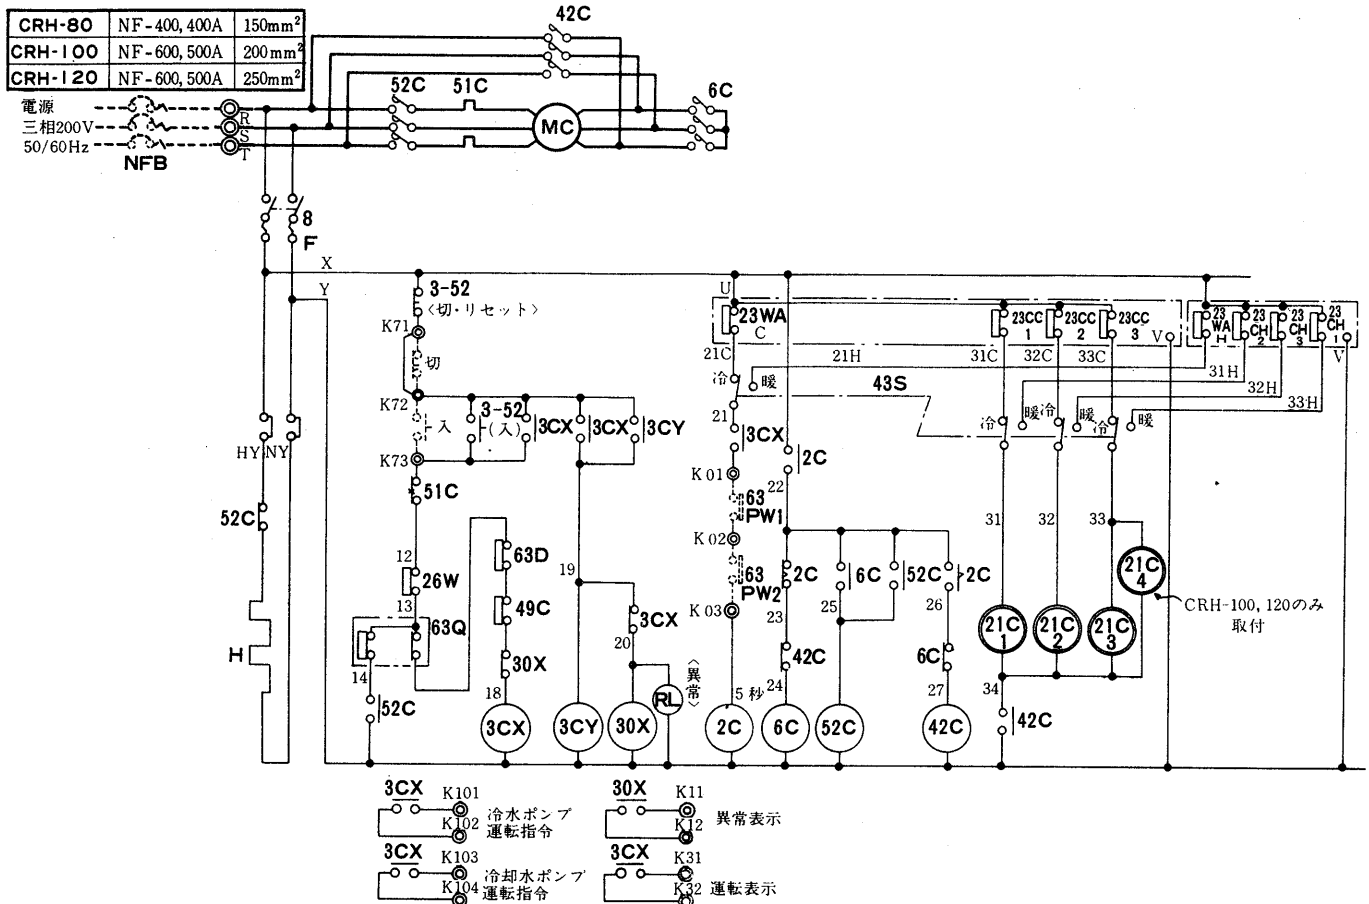 CRH-80 NF-400,400A 150mm²
CRH-100 NF-600,500A 200mm²
CRH-120 NF-600,500A 250mm²
42C
52C 51C 6C
電源
三相200V
50/60Hz
NFB
R
S
T
MC
8
F
X
Y
3-52
〈切・リセット〉
K71
切
K72
入
3-52
(入)
3CX 3CX 3CY
K73
51C
HY NY
52C
H
12
26W
13
63Q
14
52C
63D
49C
30X
18
3CX
19
3CX
20
3CY
30X
RL
〈異常〉
U
23WA
C
21C
21H
冷 暖
43S
21
3CX
K01
63
PW1
K02
63
PW2
K03
5秒
2C
2C
22
2C
23
42C
24
6C
6C 52C
25
52C
2C
26
6C
27
42C
23CC
1
23CC
2
23CC
3
V
31C 32C 33C
23
WA
H
23
CH
2
23
CH
3
23
CH
1
V
31H
32H
33H
冷 暖 冷 暖 冷 暖
31 32 33
21C
1
21C
2
21C
3
21C
4
CRH-100,120のみ
取付
34
42C
3CX K101
K102
冷水ポンプ
運転指令
3CX K103
K104
冷却水ポンプ
運転指令
30X K11
K12
異常表示
3CX K31
K32 運転表示